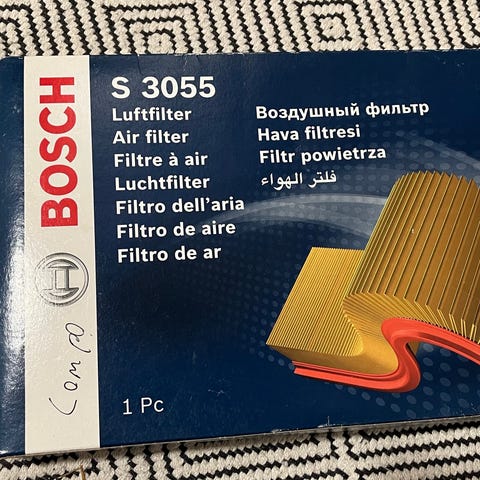 BOSCH
S 3055
Luftfilter
Air filter
Filtre à air
Luchtfilter
Filtro dell'aria
Filtro de aire
Filtro de ar
Воздушный фильтр
Hava filtresi
Filtr powietrza
فلتر الهواء
1 Pc